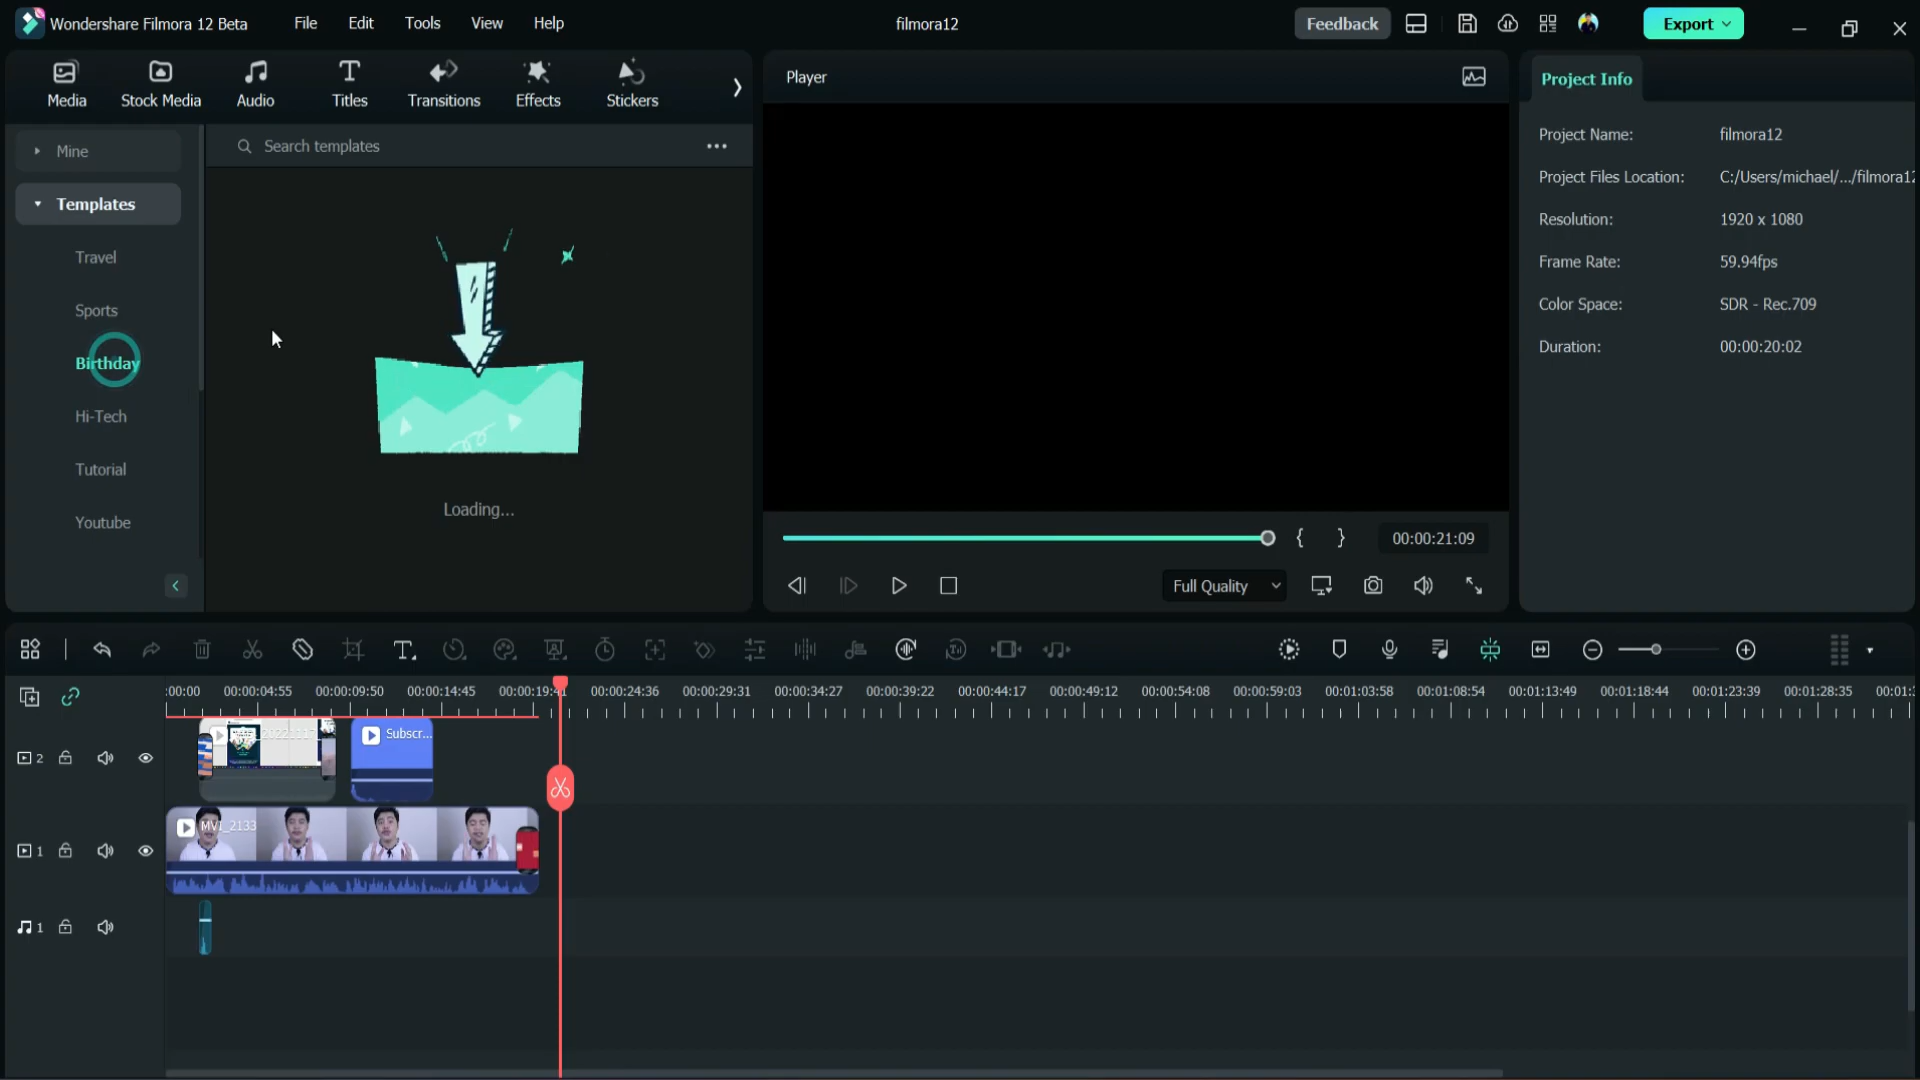 Wondershare Filmora 12 Beta
File
Edit
Tools
View
Help
filmora12
Feedback
Export
Media
Stock Media
Audio
Titles
Transitions
Effects
Stickers
Player
Project Info
Mine
Search templates
Templates
Travel
Sports
Birthday
Hi-Tech
Tutorial
Youtube
Loading...
Project Name:
filmora12
Project Files Location:
C:/Users/michael/.../filmora12
Resolution:
1920 x 1080
Frame Rate:
59.94fps
Color Space:
SDR - Rec.709
Duration:
00:00:20:02
{ }
00:00:21:09
Full Quality
:00:00
00:00:04:55
00:00:09:50
00:00:14:45
00:00:19:41
00:00:24:36
00:00:29:31
00:00:34:27
00:00:39:22
00:00:44:17
00:00:49:12
00:00:54:08
00:00:59:03
00:01:03:58
00:01:08:54
00:01:13:49
00:01:18:44
00:01:23:39
00:01:28:35
00:01:
2
Subscr...
1
MVI_2133
1